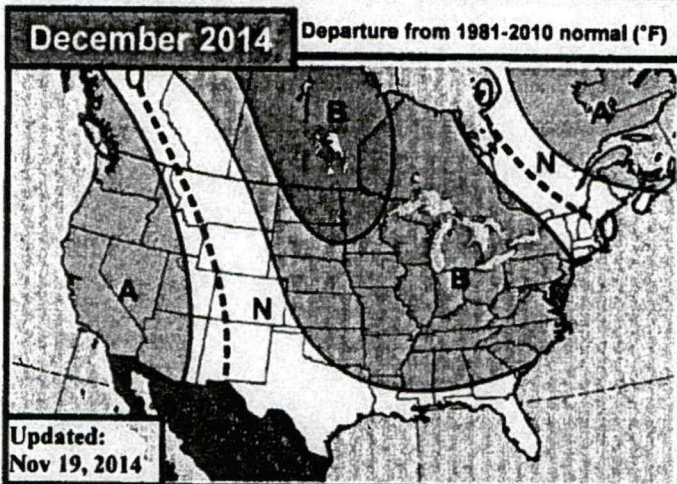 December 2014
Departure from 1981-2010 normal (°F)
B
A
N
A
N
B
Updated:
Nov 19, 2014